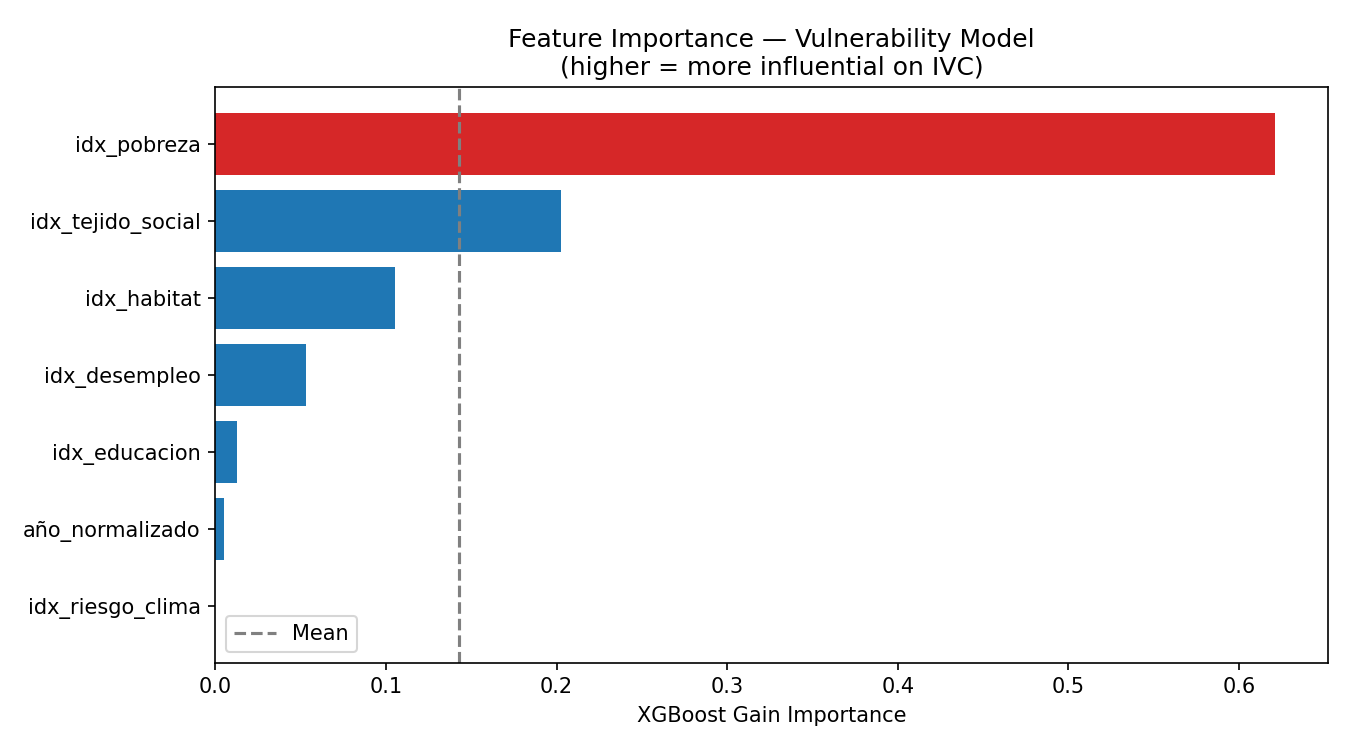 Feature Importance — Vulnerability Model
(higher = more influential on IVC)
idx_pobreza
idx_tejido_social
idx_habitat
idx_desempleo
idx_educacion
año_normalizado
idx_riesgo_clima
Mean
0.0 0.1 0.2 0.3 0.4 0.5 0.6
XGBoost Gain Importance